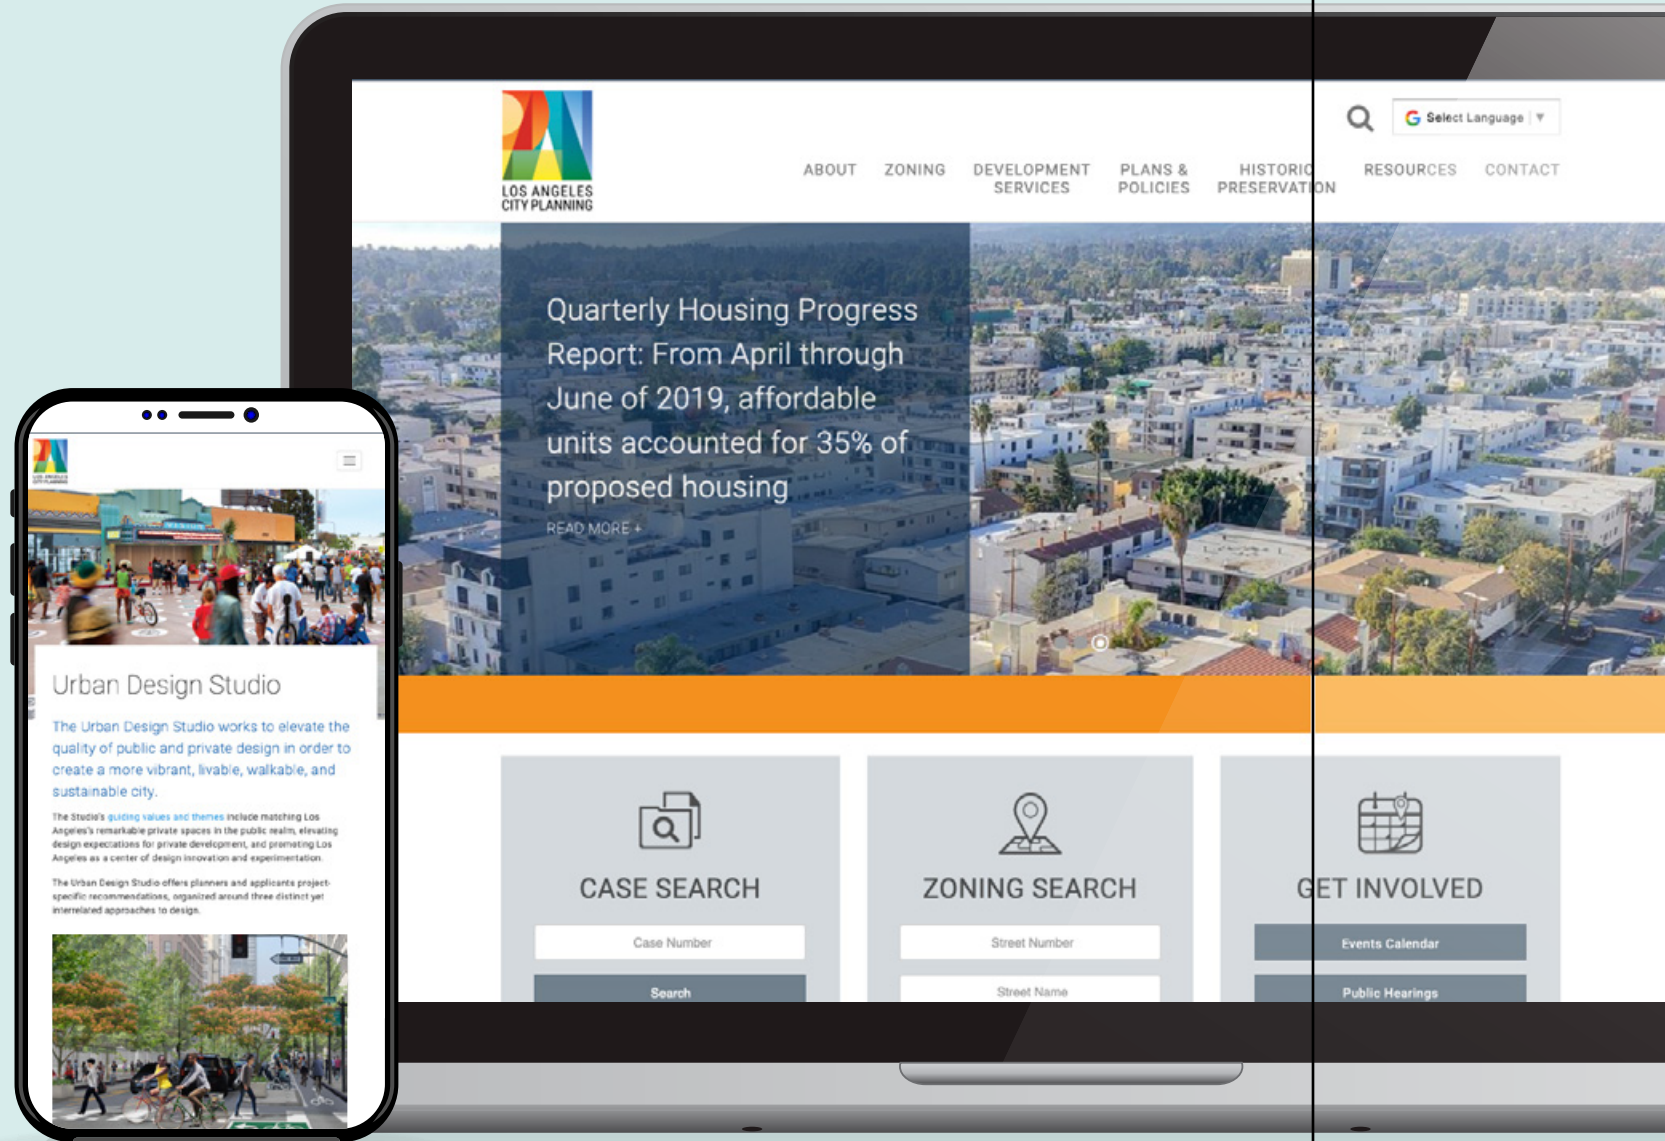 LOS ANGELES
CITY PLANNING
Select Language
ABOUT
ZONING
DEVELOPMENT
SERVICES
PLANS &
POLICIES
HISTORIC
PRESERVATION
RESOURCES
CONTACT
Quarterly Housing Progress
Report: From April through
June of 2019, affordable
units accounted for 35% of
proposed housing
READ MORE +
CASE SEARCH
Case Number
Search
ZONING SEARCH
Street Number
Street Name
GET INVOLVED
Events Calendar
Public Hearings
LOS ANGELES
CITY PLANNING
Urban Design Studio
The Urban Design Studio works to elevate the
quality of public and private design in order to
create a more vibrant, livable, walkable, and
sustainable city.
The Studio's guiding values and themes include matching Los
Angeles's remarkable private spaces in the public realm, elevating
design expectations for private development, and promoting Los
Angeles as a center of design innovation and experimentation.
The Urban Design Studio offers planners and applicants project-
specific recommendations, organized around three distinct yet
interrelated approaches to design.